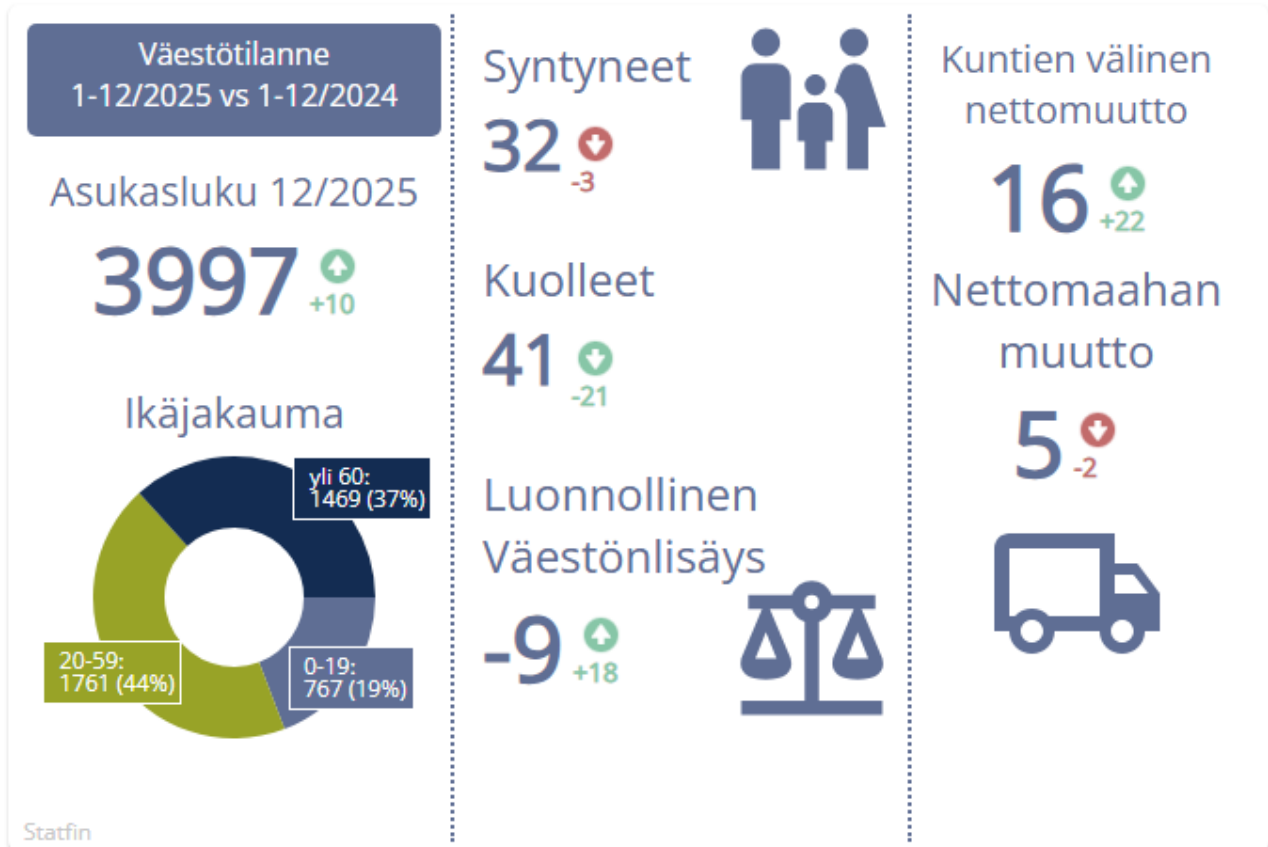 Väestötilanne
1-12/2025 vs 1-12/2024
Asukasluku 12/2025
3997
+10
Ikäjakauma
yli 60:
1469 (37%)
20-59:
1761 (44%)
0-19:
767 (19%)
Statfin
Syntyneet
32
-3
Kuolleet
41
-21
Luonnollinen
Väestönlisäys
-9
+18
Kuntien välinen
nettomuutto
16
+22
Nettomaahan
muutto
5
-2